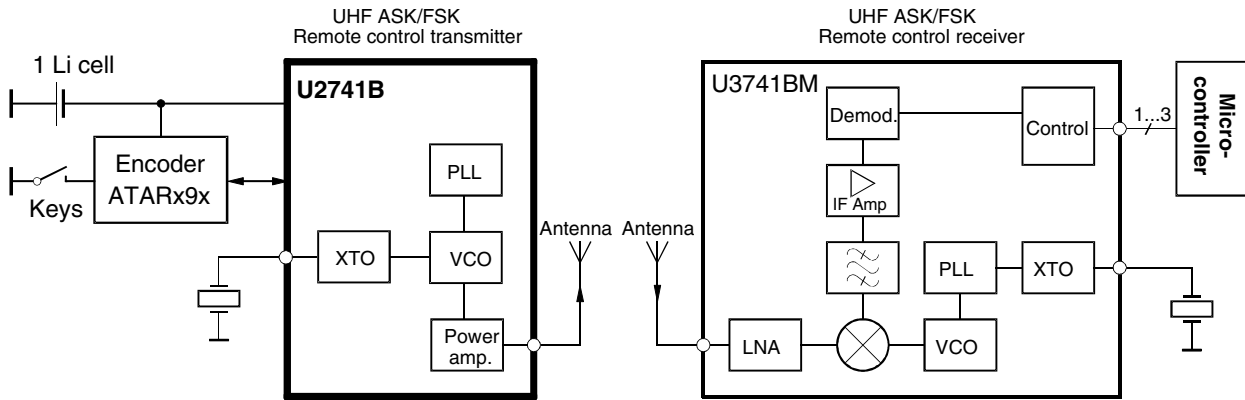 UHF ASK/FSK
Remote control transmitter
1 Li cell
U2741B
Encoder
ATARx9x
Keys
PLL
XTO
VCO
Power
amp.
Antenna
UHF ASK/FSK
Remote control receiver
U3741BM
Demod.
Control
1...3
Micro-
controller
IF Amp
Antenna
PLL
XTO
LNA
VCO